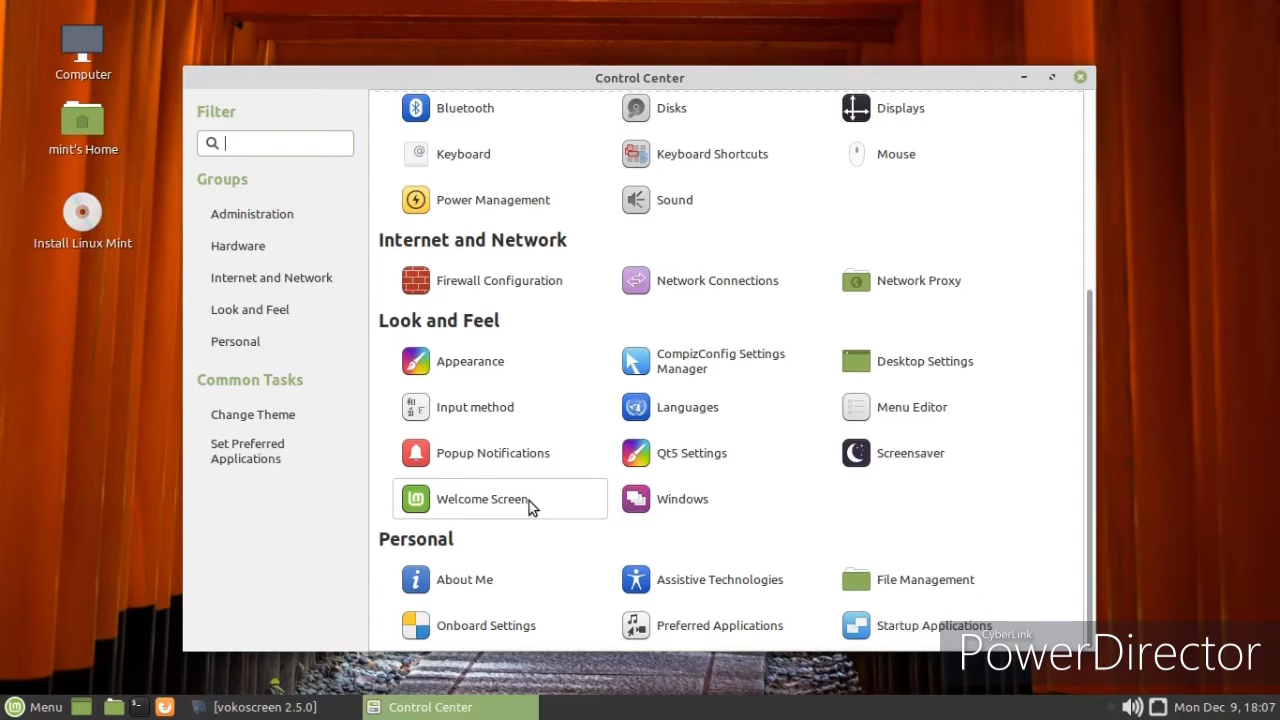 Computer
mint's Home
Install Linux Mint
Control Center
Filter
Groups
Administration
Hardware
Internet and Network
Look and Feel
Personal
Common Tasks
Change Theme
Set Preferred
Applications
Bluetooth
Disks
Displays
Keyboard
Keyboard Shortcuts
Mouse
Power Management
Sound
Internet and Network
Firewall Configuration
Network Connections
Network Proxy
Look and Feel
Appearance
CompizConfig Settings
Manager
Desktop Settings
Input method
Languages
Menu Editor
Popup Notifications
Qt5 Settings
Screensaver
Welcome Screen
Windows
Personal
About Me
Assistive Technologies
File Management
Onboard Settings
Preferred Applications
Startup Applications
CyberLink
PowerDirector
Menu
[vokoscreen 2.5.0]
Control Center
Mon Dec 9, 18:07